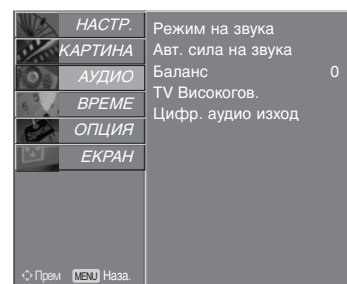 НАСТР.
КАРТИНА
АУДИО
ВРЕМЕ
ОПЦИЯ
ЕКРАН
Режим на звука
Авт. сила на звука
Баланс 0
TV Високогов.
Цифр. аудио изход
Прем MENU Наза.